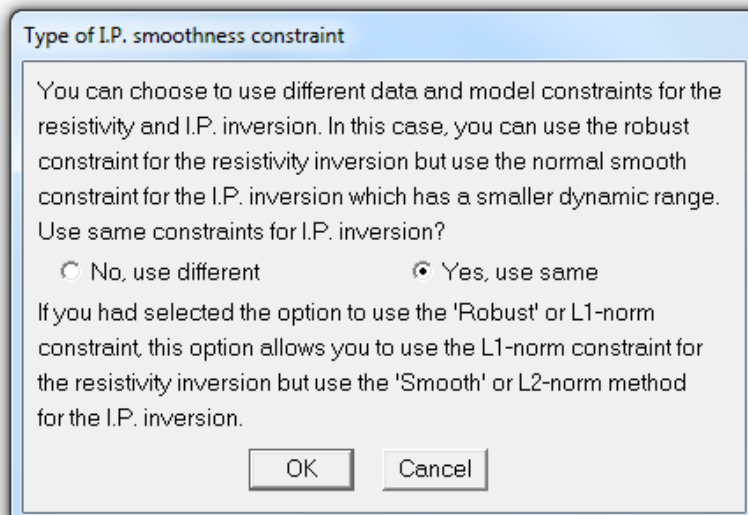 Type of I.P. smoothness constraint
You can choose to use different data and model constraints for the
resistivity and I.P. inversion. In this case, you can use the robust
constraint for the resistivity inversion but use the normal smooth
constraint for the I.P. inversion which has a smaller dynamic range.
Use same constraints for I.P. inversion?
No, use different Yes, use same
If you had selected the option to use the 'Robust' or L1-norm
constraint, this option allows you to use the L1-norm constraint for
the resistivity inversion but use the 'Smooth' or L2-norm method
for the I.P. inversion.
OK Cancel